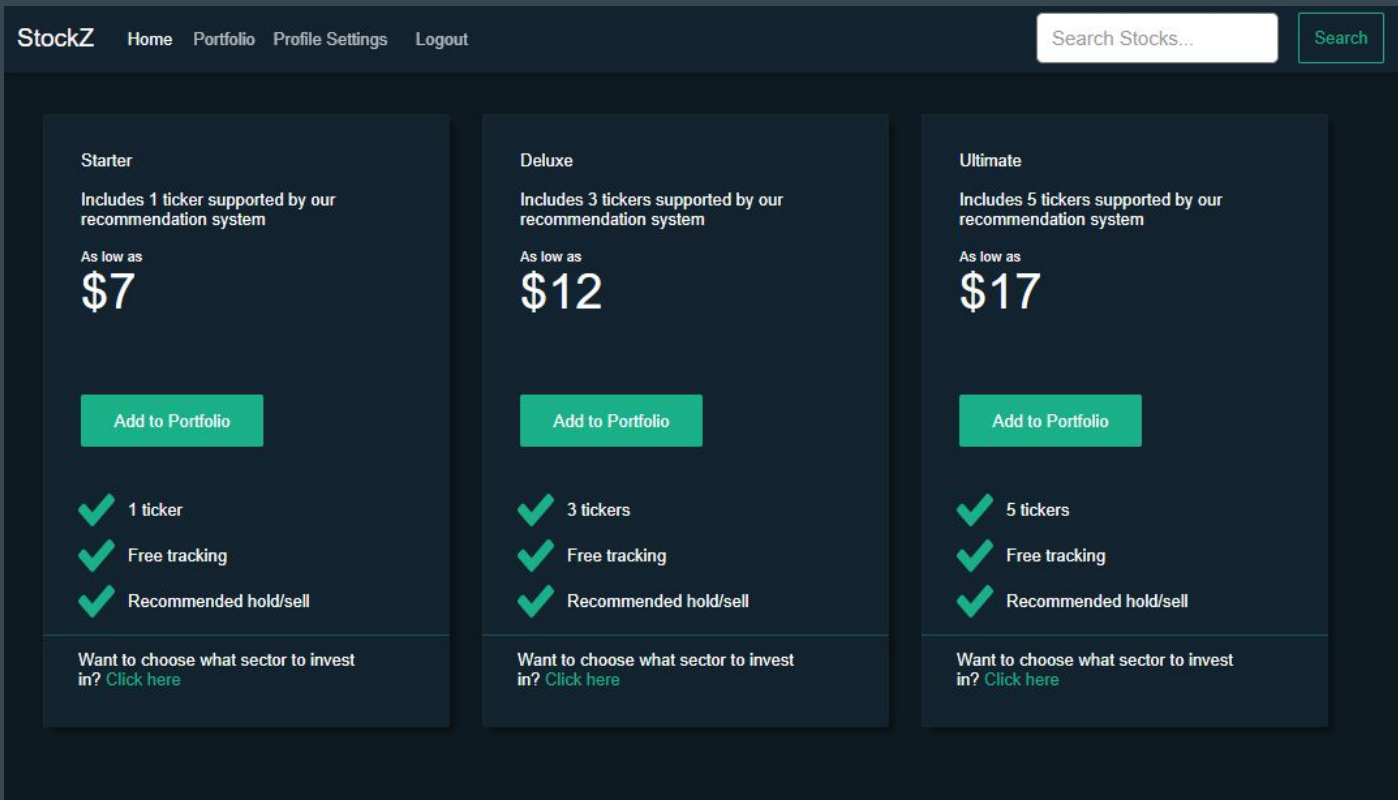 StockZ Home Portfolio Profile Settings Logout Search Stocks... Search
Starter
Includes 1 ticker supported by our
recommendation system
As low as
$7
Add to Portfolio
1 ticker
Free tracking
Recommended hold/sell
Want to choose what sector to invest
in? Click here
Deluxe
Includes 3 tickers supported by our
recommendation system
As low as
$12
Add to Portfolio
3 tickers
Free tracking
Recommended hold/sell
Want to choose what sector to invest
in? Click here
Ultimate
Includes 5 tickers supported by our
recommendation system
As low as
$17
Add to Portfolio
5 tickers
Free tracking
Recommended hold/sell
Want to choose what sector to invest
in? Click here